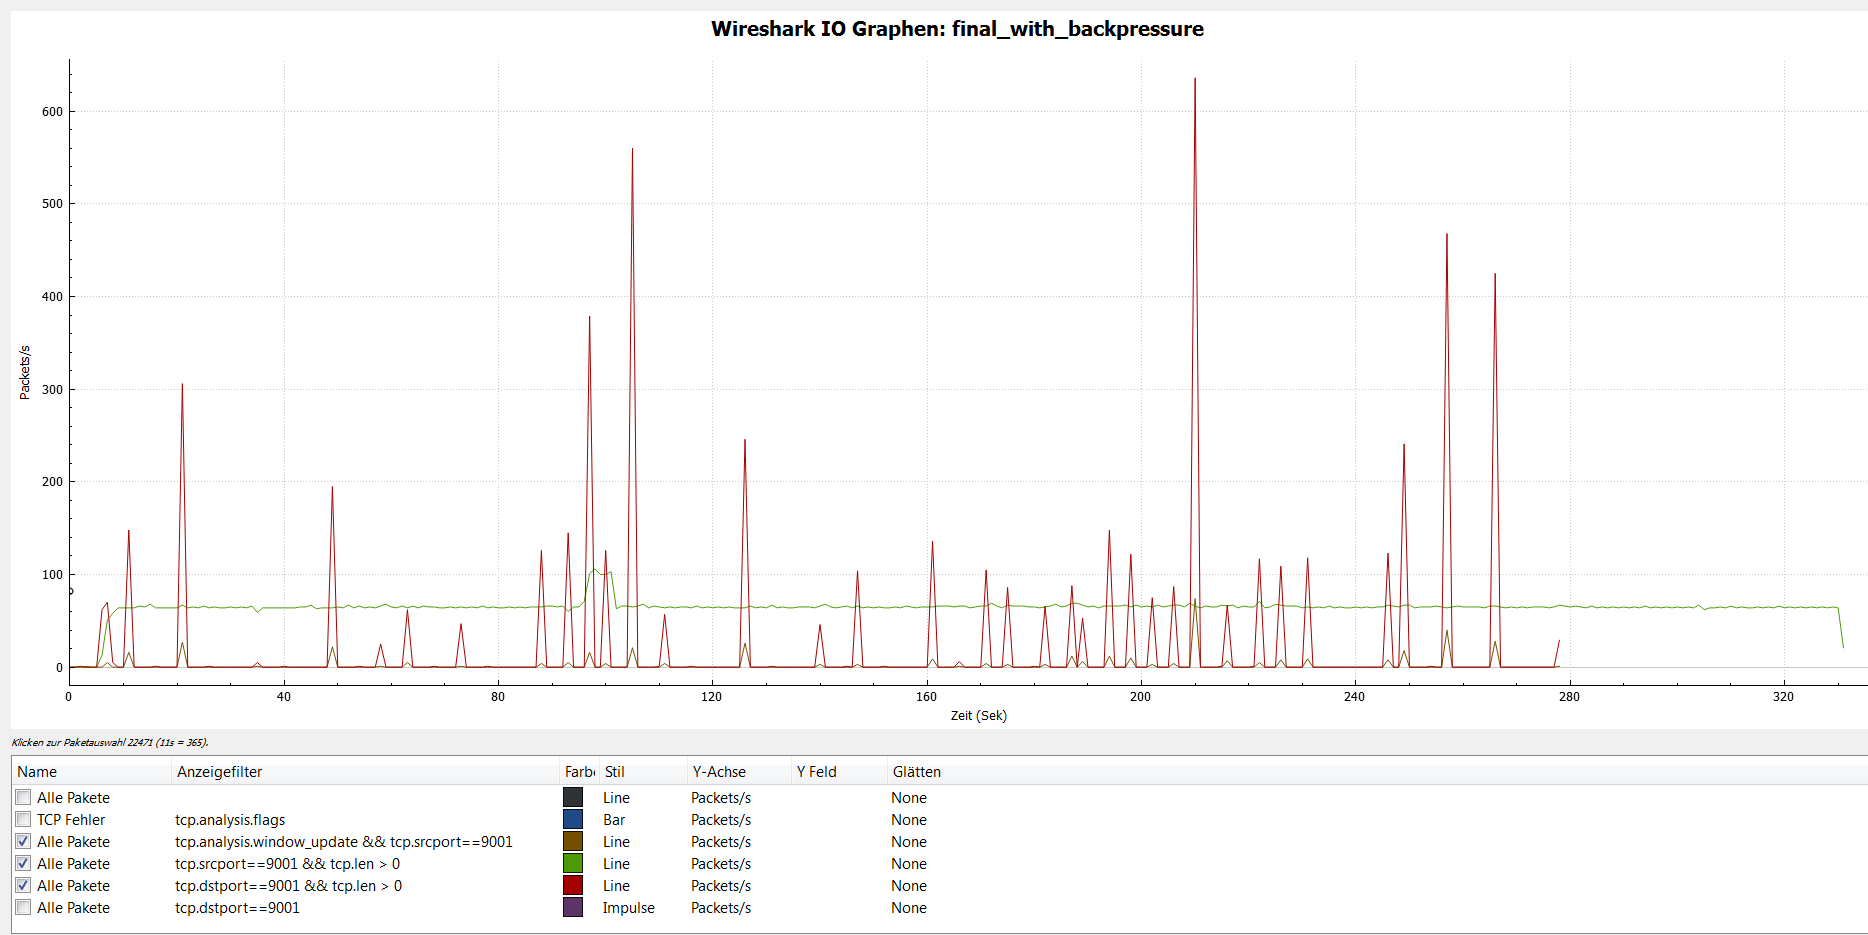 Wireshark IO Graphen: final_with_backpressure
600
500
400
300
200
100
0
Packets/s
0 40 80 120 160 200 240 280 320
Zeit (Sek)
Klicken zur Paketauswahl 22471 (11s = 365).
Name Anzeigefilter Farbe Stil Y-Achse Y Feld Glätten
Alle Pakete Line Packets/s None
TCP Fehler tcp.analysis.flags Bar Packets/s None
Alle Pakete tcp.analysis.window_update && tcp.srcport==9001 Line Packets/s None
Alle Pakete tcp.srcport==9001 && tcp.len > 0 Line Packets/s None
Alle Pakete tcp.dstport==9001 && tcp.len > 0 Line Packets/s None
Alle Pakete tcp.dstport==9001 Impulse Packets/s None